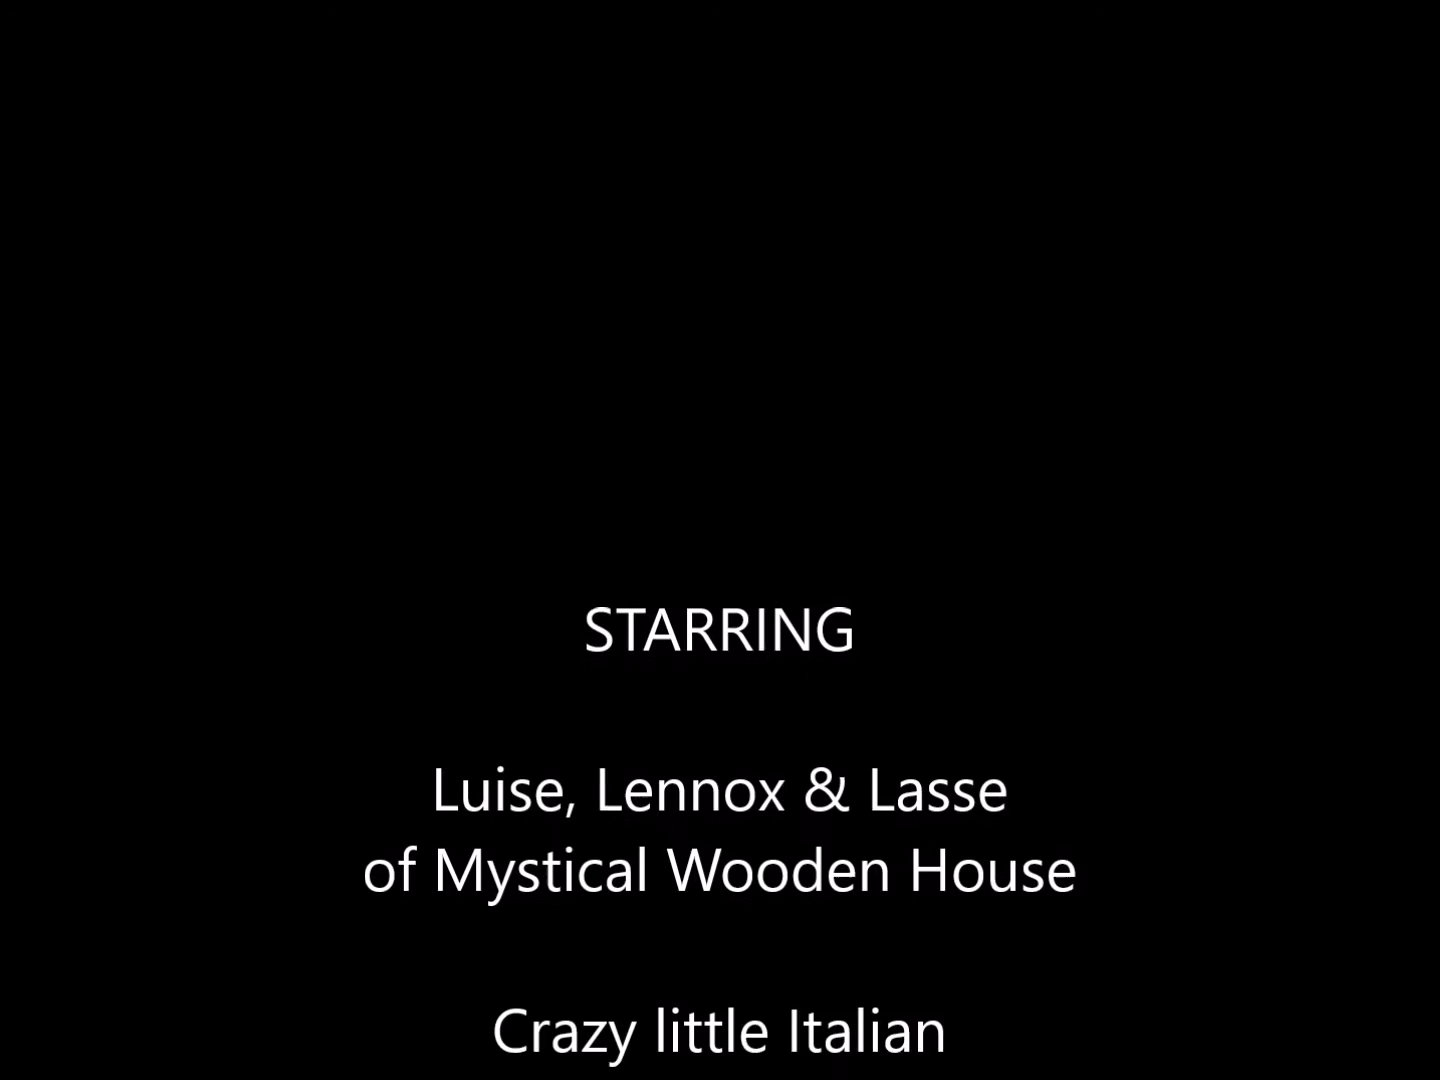 STARRING
Luise, Lennox & Lasse
of Mystical Wooden House
Crazy little Italian